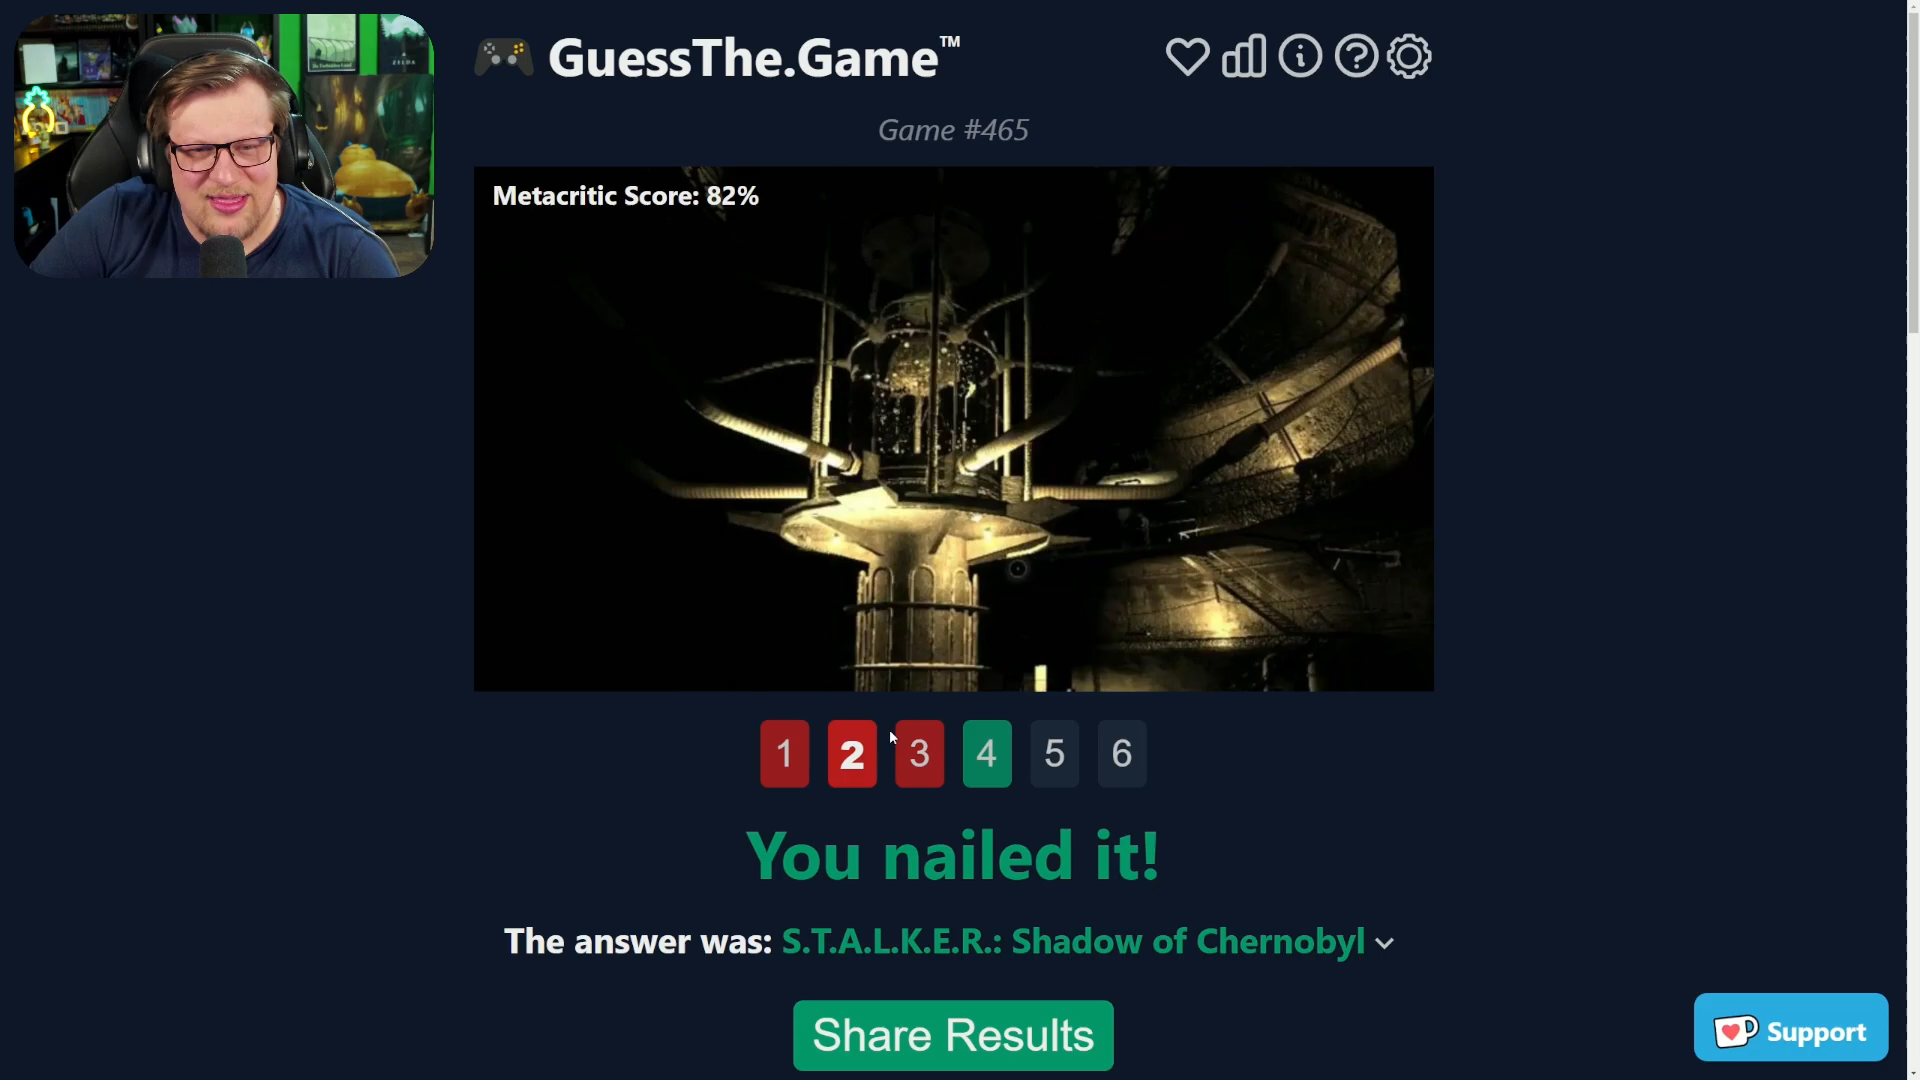 GuessThe.Game™
Game #465
Metacritic Score: 82%
1 2 3 4 5 6
You nailed it!
The answer was: S.T.A.L.K.E.R.: Shadow of Chernobyl
Share Results
Support